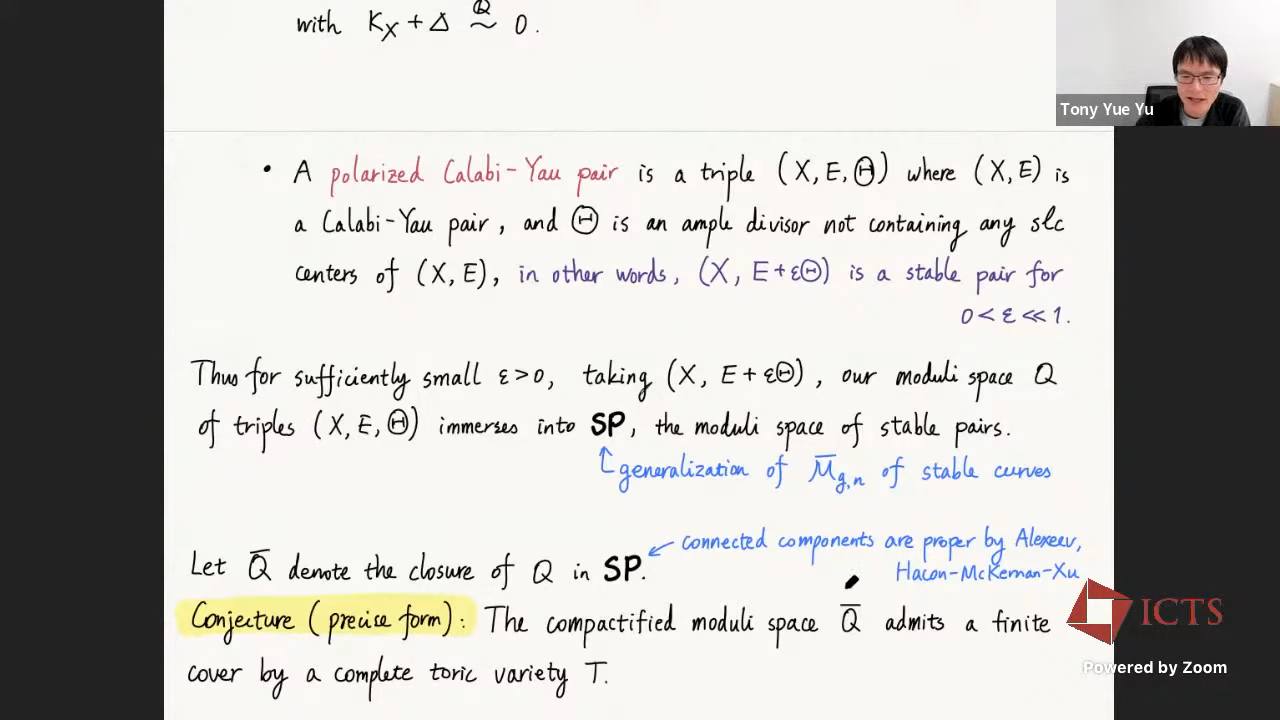 with K_X + Δ ~^Q 0.
Tony Yue Yu
• A polarized Calabi-Yau pair is a triple (X, E, Θ) where (X, E) is
a Calabi-Yau pair, and Θ is an ample divisor not containing any slc
centers of (X, E), in other words, (X, E+εΘ) is a stable pair for
0 < ε ≪ 1.
Thus for sufficiently small ε>0, taking (X, E+εΘ), our moduli space Q
of triples (X, E, Θ) immerses into SP, the moduli space of stable pairs.
generalization of M̄_{g,n} of stable curves
connected components are proper by Alexeev,
Hacon-McKernan-Xu
Let Q̄ denote the closure of Q in SP.
Conjecture (precise form): The compactified moduli space Q̄ admits a finite
cover by a complete toric variety T.
ICTS
Powered by Zoom